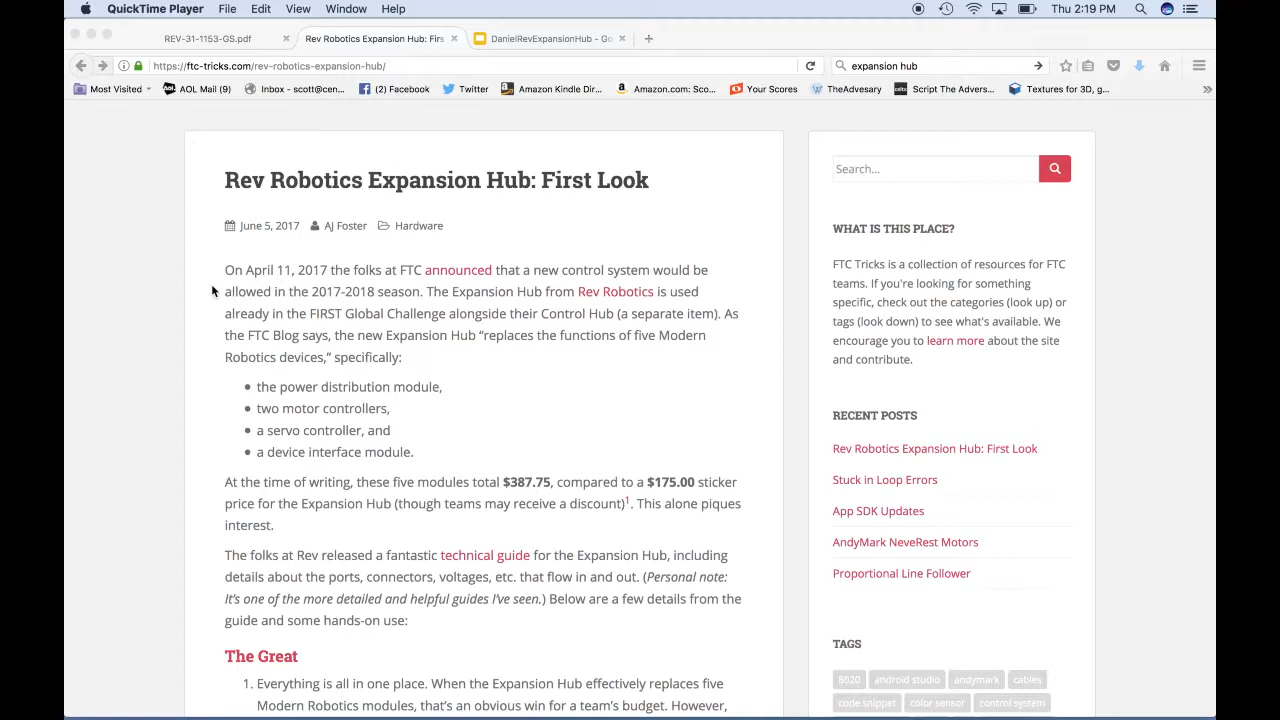 QuickTime Player File Edit View Window Help Thu 2:19 PM
REV-31-1153-GS.pdf Rev Robotics Expansion Hub: Firs DanielRevExpansionHub - Go
https://ftc-tricks.com/rev-robotics-expansion-hub/ expansion hub
Most Visited AOL Mail (9) Inbox - scott@cen... (2) Facebook Twitter Amazon Kindle Dir... Amazon.com: Sco... Your Scores TheAdvesary Script The Advers... Textures for 3D, g...
Rev Robotics Expansion Hub: First Look
June 5, 2017 AJ Foster Hardware
On April 11, 2017 the folks at FTC announced that a new control system would be
allowed in the 2017-2018 season. The Expansion Hub from Rev Robotics is used
already in the FIRST Global Challenge alongside their Control Hub (a separate item). As
the FTC Blog says, the new Expansion Hub “replaces the functions of five Modern
Robotics devices,” specifically:
the power distribution module,
two motor controllers,
a servo controller, and
a device interface module.
At the time of writing, these five modules total $387.75, compared to a $175.00 sticker
price for the Expansion Hub (though teams may receive a discount)1. This alone piques
interest.
The folks at Rev released a fantastic technical guide for the Expansion Hub, including
details about the ports, connectors, voltages, etc. that flow in and out. (Personal note:
It’s one of the more detailed and helpful guides I’ve seen.) Below are a few details from the
guide and some hands-on use:
The Great
1. Everything is all in one place. When the Expansion Hub effectively replaces five
Modern Robotics modules, that’s an obvious win for a team’s budget. However,
Search...
WHAT IS THIS PLACE?
FTC Tricks is a collection of resources for FTC
teams. If you're looking for something
specific, check out the categories (look up) or
tags (look down) to see what's available. We
encourage you to learn more about the site
and contribute.
RECENT POSTS
Rev Robotics Expansion Hub: First Look
Stuck in Loop Errors
App SDK Updates
AndyMark NeveRest Motors
Proportional Line Follower
TAGS
8020 android studio andymark cables
code snippet color sensor control system